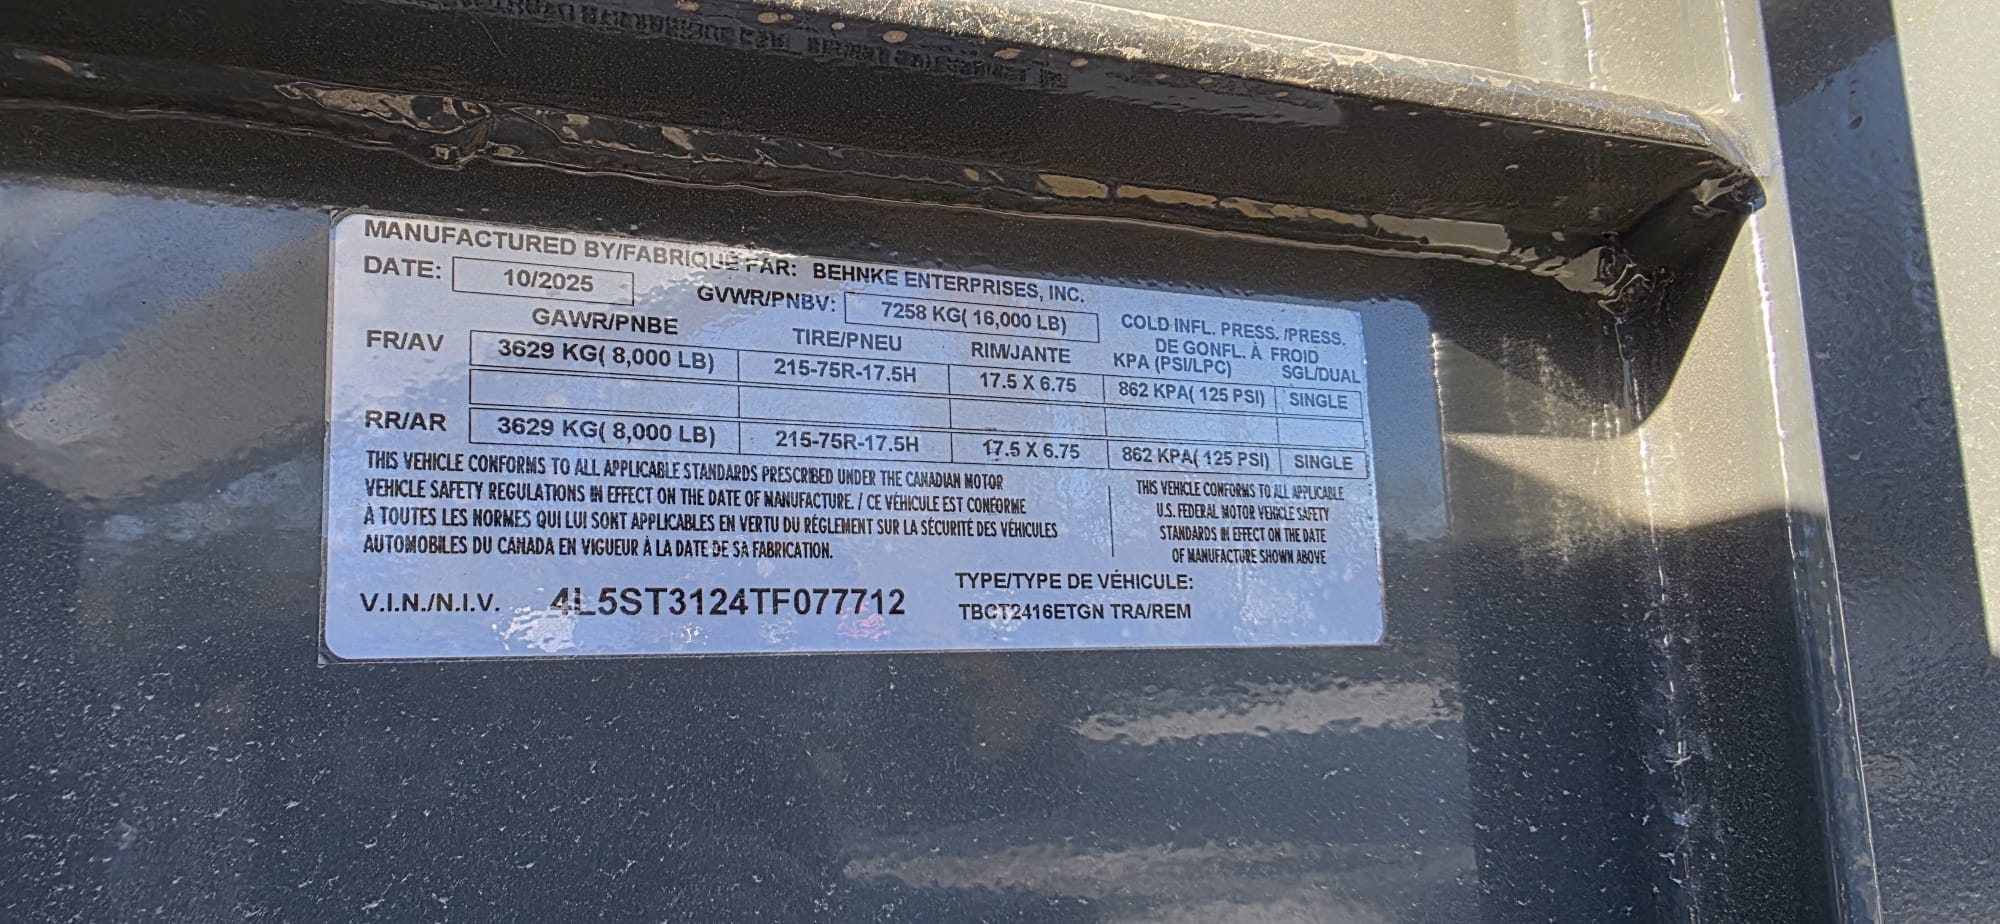 MANUFACTURED BY/FABRIQUE PAR: BEHNKE ENTERPRISES, INC.
DATE: 10/2025 GVWR/PNBV: 7258 KG( 16,000 LB)
GAWR/PNBE TIRE/PNEU RIM/JANTE COLD INFL. PRESS. /PRESS.
DE GONFL. À FROID
KPA (PSI/LPC) SGL/DUAL
FR/AV 3629 KG( 8,000 LB) 215-75R-17.5H 17.5 X 6.75 862 KPA( 125 PSI) SINGLE
RR/AR 3629 KG( 8,000 LB) 215-75R-17.5H 17.5 X 6.75 862 KPA( 125 PSI) SINGLE
THIS VEHICLE CONFORMS TO ALL APPLICABLE STANDARDS PRESCRIBED UNDER THE CANADIAN MOTOR
VEHICLE SAFETY REGULATIONS IN EFFECT ON THE DATE OF MANUFACTURE. / CE VÉHICULE EST CONFORME
À TOUTES LES NORMES QUI LUI SONT APPLICABLES EN VERTU DU RÉGLEMENT SUR LA SÉCURITÉ DES VÉHICULES
AUTOMOBILES DU CANADA EN VIGUEUR À LA DATE DE SA FABRICATION.
THIS VEHICLE CONFORMS TO ALL APPLICABLE
U.S. FEDERAL MOTOR VEHICLE SAFETY
STANDARDS IN EFFECT ON THE DATE
OF MANUFACTURE SHOWN ABOVE
V.I.N./N.I.V. 4L5ST3124TF077712
TYPE/TYPE DE VÉHICULE:
TBCT2416ETGN TRA/REM